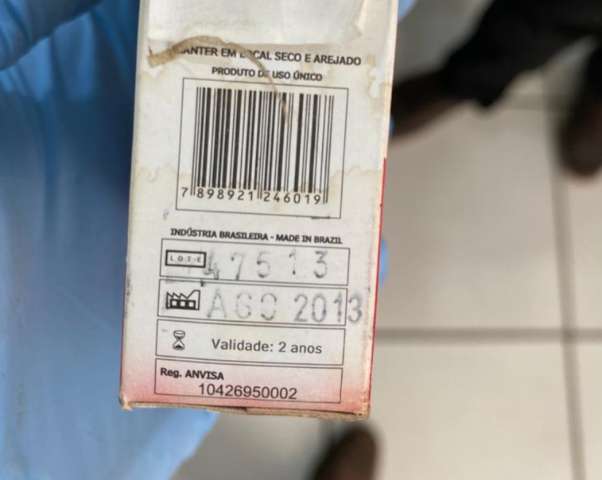 MANTER EM LOCAL SECO E AREJADO
PRODUTO DE USO ÚNICO
7 898921 246019
INDÚSTRIA BRASILEIRA - MADE IN BRAZIL
LOTE 47513
AGO 2013
Validade: 2 anos
Reg. ANVISA
10426950002